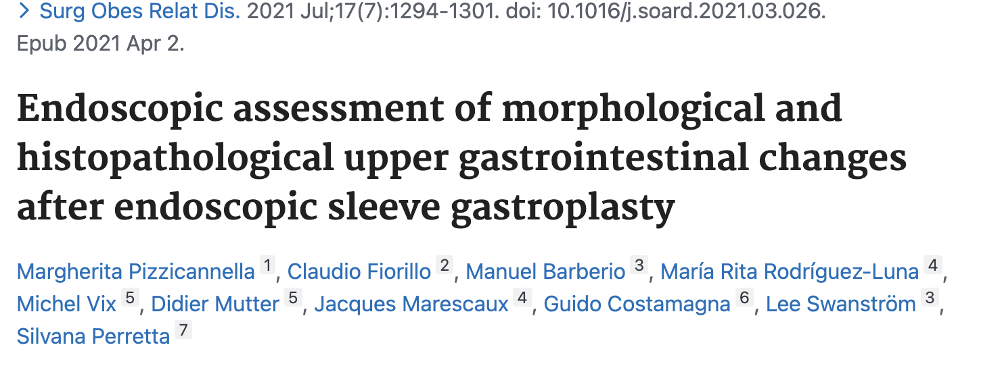 > Surg Obes Relat Dis. 2021 Jul;17(7):1294-1301. doi: 10.1016/j.soard.2021.03.026.
Epub 2021 Apr 2.
Endoscopic assessment of morphological and
histopathological upper gastrointestinal changes
after endoscopic sleeve gastroplasty
Margherita Pizzicannella 1, Claudio Fiorillo 2, Manuel Barberio 3, María Rita Rodríguez-Luna 4,
Michel Vix 5, Didier Mutter 5, Jacques Marescaux 4, Guido Costamagna 6, Lee Swanström 3,
Silvana Perretta 7